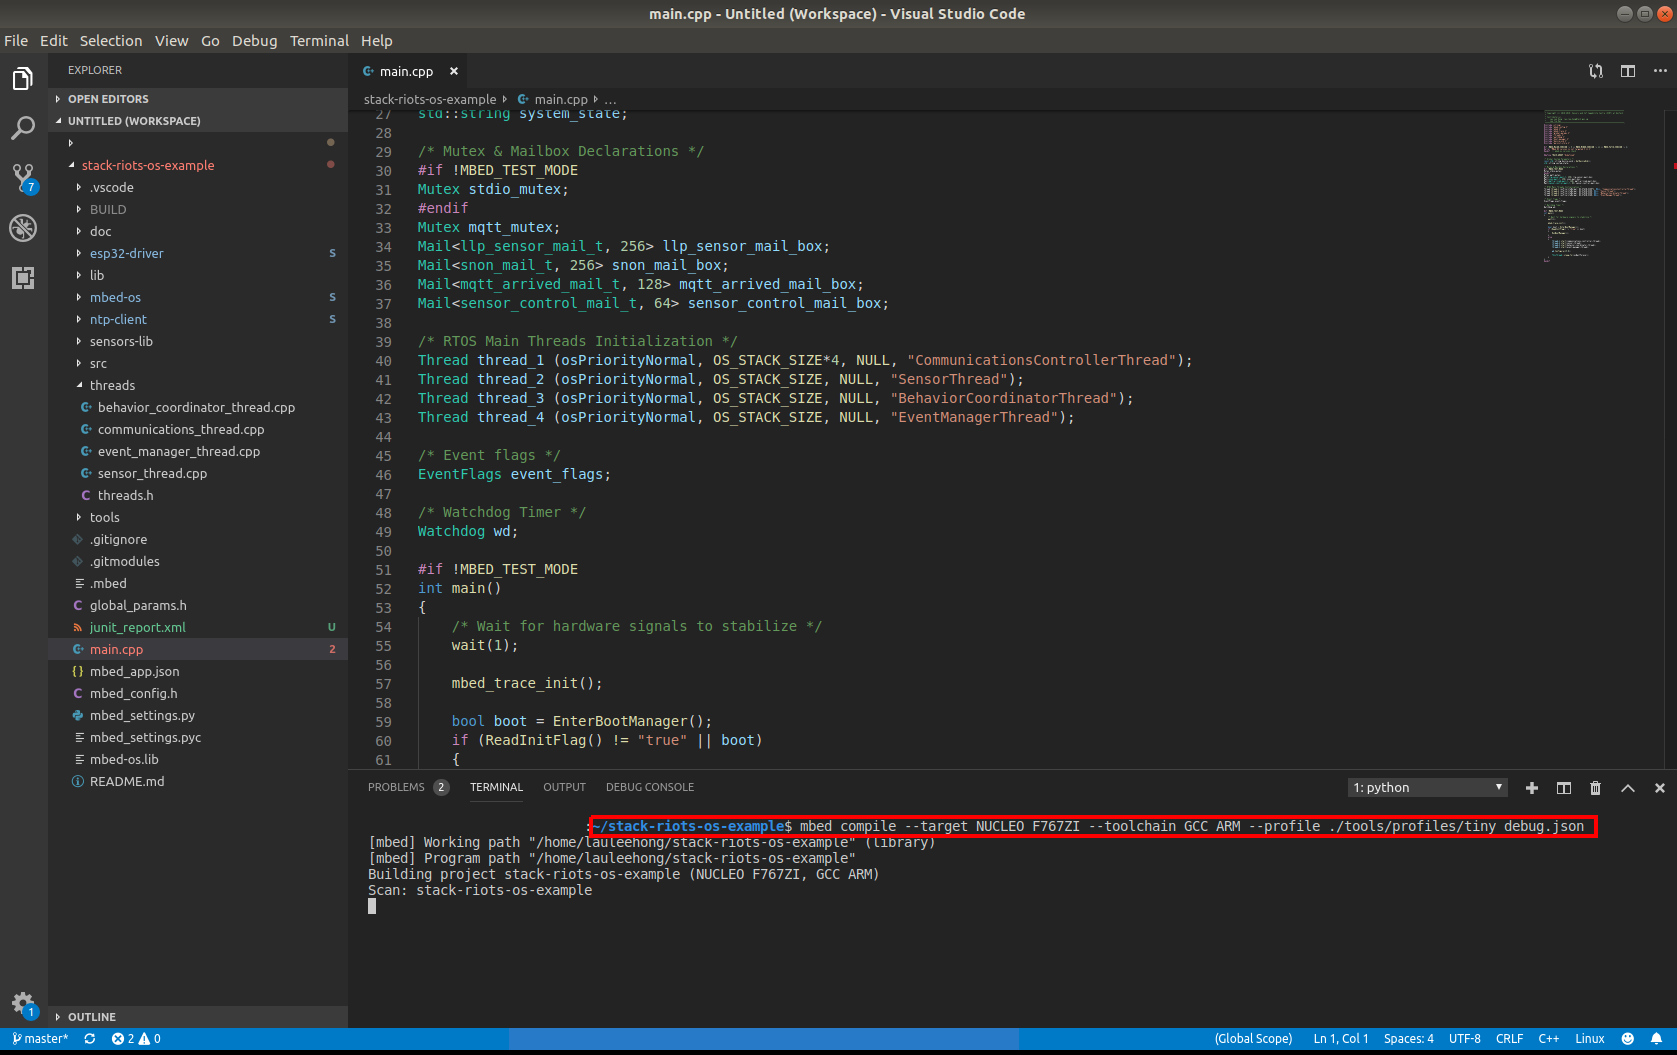 main.cpp - Untitled (Workspace) - Visual Studio Code
File Edit Selection View Go Debug Terminal Help
EXPLORER
OPEN EDITORS
UNTITLED (WORKSPACE)
stack-riots-os-example
.vscode
BUILD
doc
esp32-driver S
lib
mbed-os S
ntp-client S
sensors-lib
src
threads
behavior_coordinator_thread.cpp
communications_thread.cpp
event_manager_thread.cpp
sensor_thread.cpp
C threads.h
tools
.gitignore
.gitmodules
.mbed
C global_params.h
junit_report.xml U
main.cpp 2
{} mbed_app.json
C mbed_config.h
mbed_settings.py
mbed_settings.pyc
mbed-os.lib
README.md
OUTLINE
7
1
main.cpp ×
stack-riots-os-example main.cpp ...
27 std::string system_state;
28
29 /* Mutex & Mailbox Declarations */
30 #if !MBED_TEST_MODE
31 Mutex stdio_mutex;
32 #endif
33 Mutex mqtt_mutex;
34 Mail<llp_sensor_mail_t, 256> llp_sensor_mail_box;
35 Mail<snon_mail_t, 256> snon_mail_box;
36 Mail<mqtt_arrived_mail_t, 128> mqtt_arrived_mail_box;
37 Mail<sensor_control_mail_t, 64> sensor_control_mail_box;
38
39 /* RTOS Main Threads Initialization */
40 Thread thread_1 (osPriorityNormal, OS_STACK_SIZE*4, NULL, "CommunicationsControllerThread");
41 Thread thread_2 (osPriorityNormal, OS_STACK_SIZE, NULL, "SensorThread");
42 Thread thread_3 (osPriorityNormal, OS_STACK_SIZE, NULL, "BehaviorCoordinatorThread");
43 Thread thread_4 (osPriorityNormal, OS_STACK_SIZE, NULL, "EventManagerThread");
44
45 /* Event flags */
46 EventFlags event_flags;
47
48 /* Watchdog Timer */
49 Watchdog wd;
50
51 #if !MBED_TEST_MODE
52 int main()
53 {
54 /* Wait for hardware signals to stabilize */
55 wait(1);
56
57 mbed_trace_init();
58
59 bool boot = EnterBootManager();
60 if (ReadInitFlag() != "true" || boot)
61 {
PROBLEMS 2 TERMINAL OUTPUT DEBUG CONSOLE 1: python
:~/stack-riots-os-example$ mbed compile --target NUCLEO F767ZI --toolchain GCC ARM --profile ./tools/profiles/tiny debug.json
[mbed] Working path "/home/lauleehong/stack-riots-os-example" (library)
[mbed] Program path "/home/lauleehong/stack-riots-os-example"
Building project stack-riots-os-example (NUCLEO F767ZI, GCC ARM)
Scan: stack-riots-os-example
master* 2 0 (Global Scope) Ln 1, Col 1 Spaces: 4 UTF-8 CRLF C++ Linux